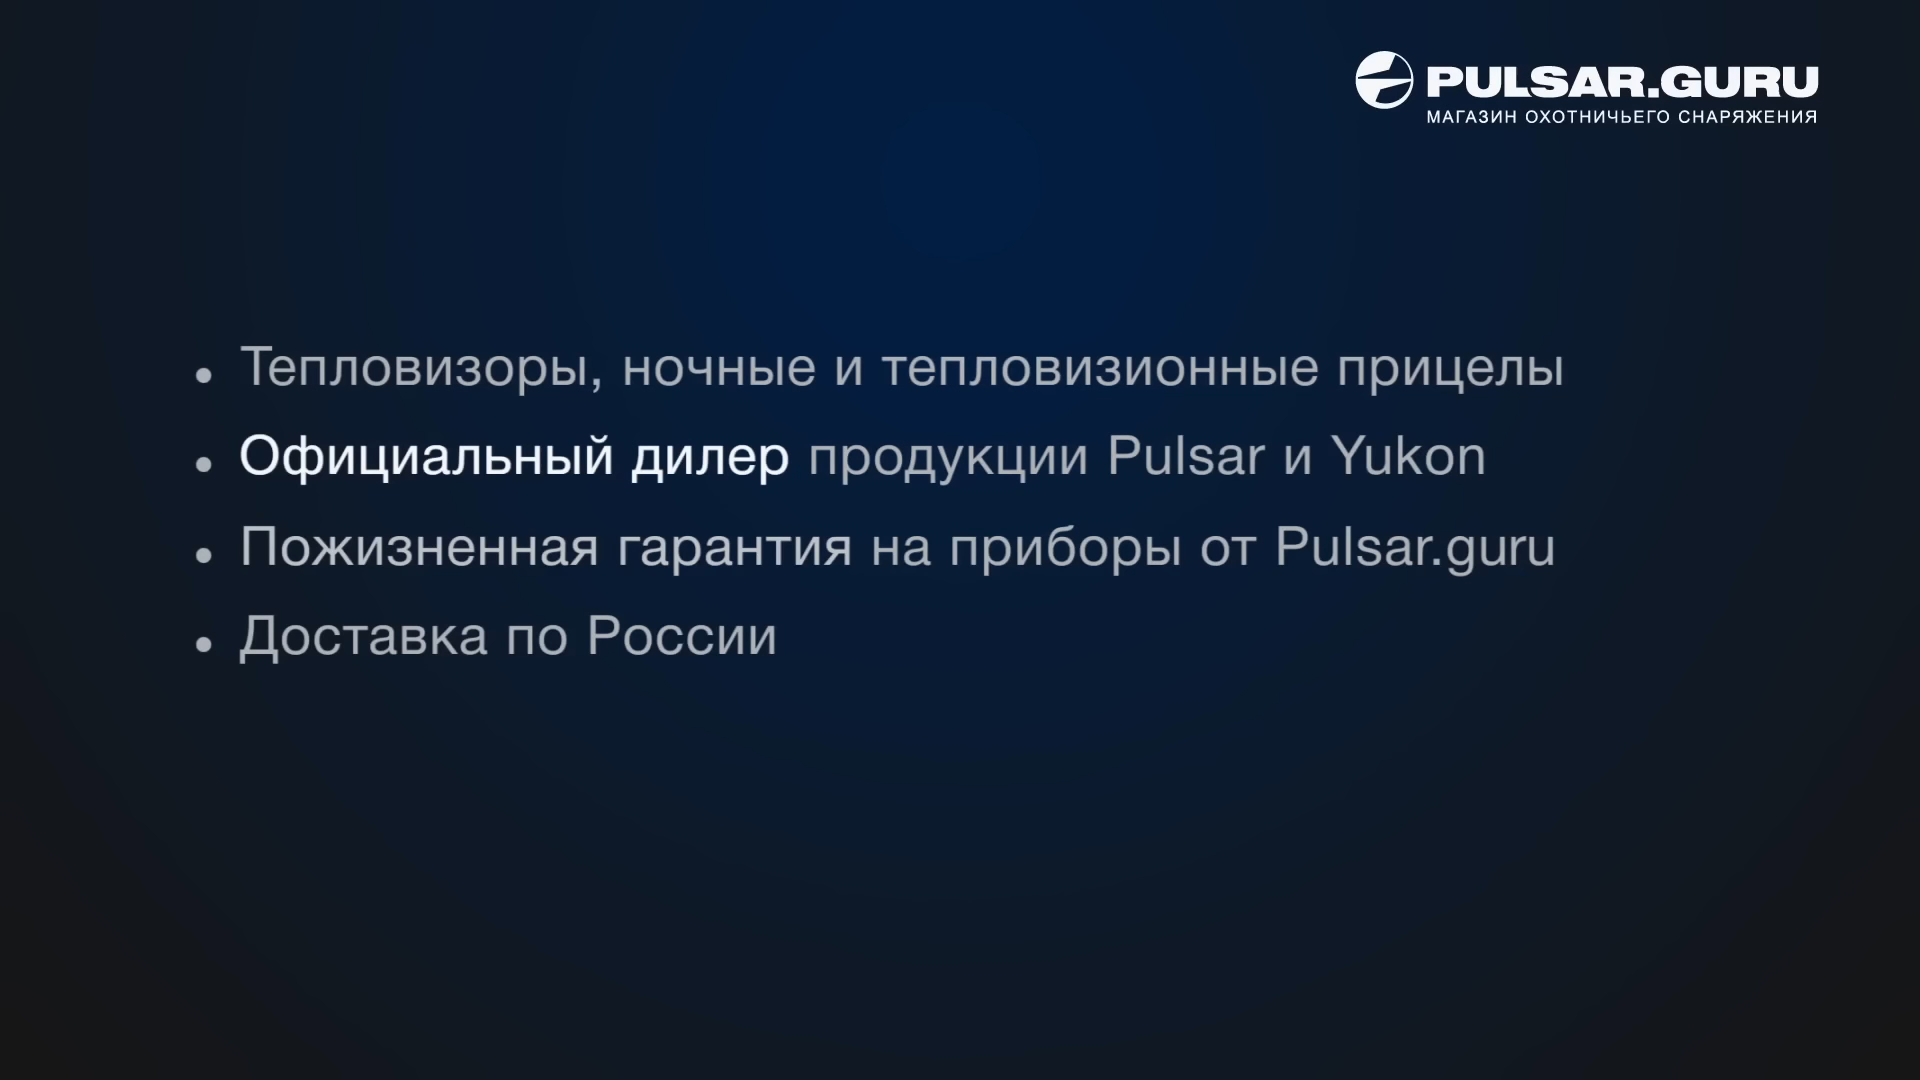 PULSAR.GURU
МАГАЗИН ОХОТНИЧЬЕГО СНАРЯЖЕНИЯ
• Тепловизоры, ночные и тепловизионные прицелы
• Официальный дилер продукции Pulsar и Yukon
• Пожизненная гарантия на приборы от Pulsar.guru
• Доставка по России